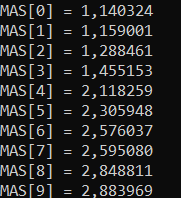 MAS[0] = 1,140324
MAS[1] = 1,159001
MAS[2] = 1,288461
MAS[3] = 1,455153
MAS[4] = 2,118259
MAS[5] = 2,305948
MAS[6] = 2,576037
MAS[7] = 2,595080
MAS[8] = 2,848811
MAS[9] = 2,883969